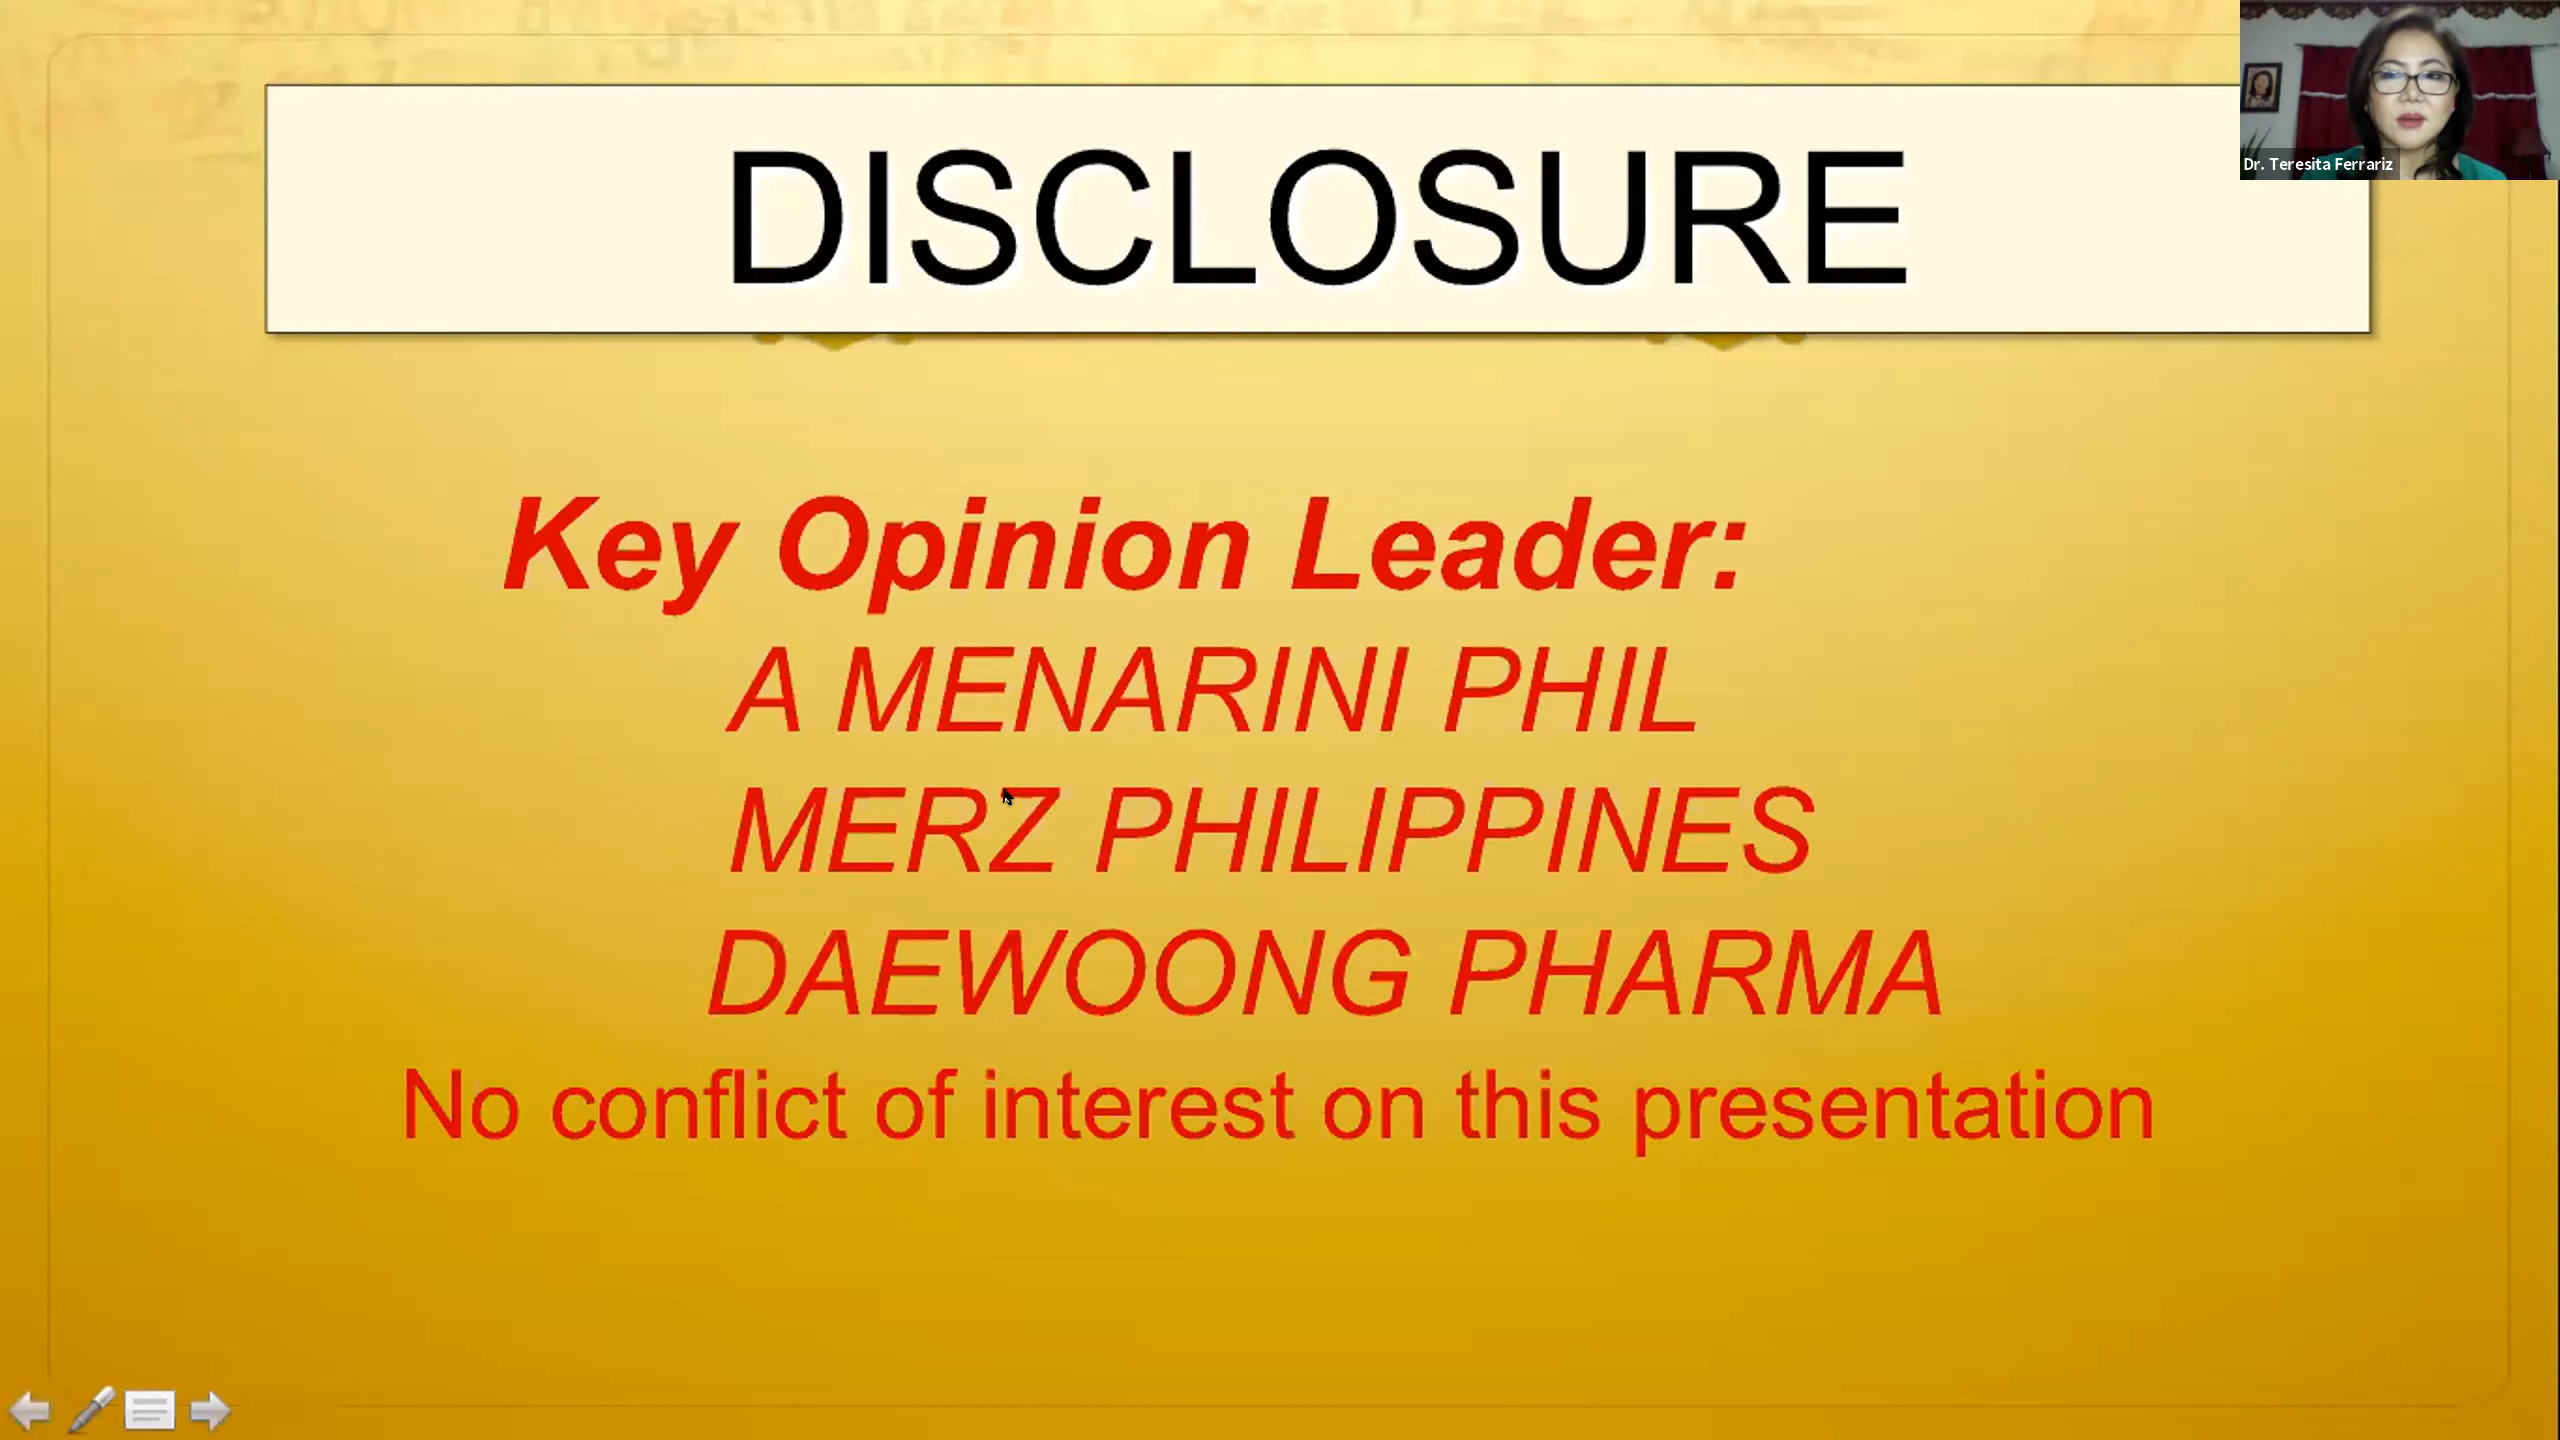 DISCLOSURE
Dr. Teresita Ferrariz
Key Opinion Leader:
A MENARINI PHIL
MERZ PHILIPPINES
DAEWOONG PHARMA
No conflict of interest on this presentation